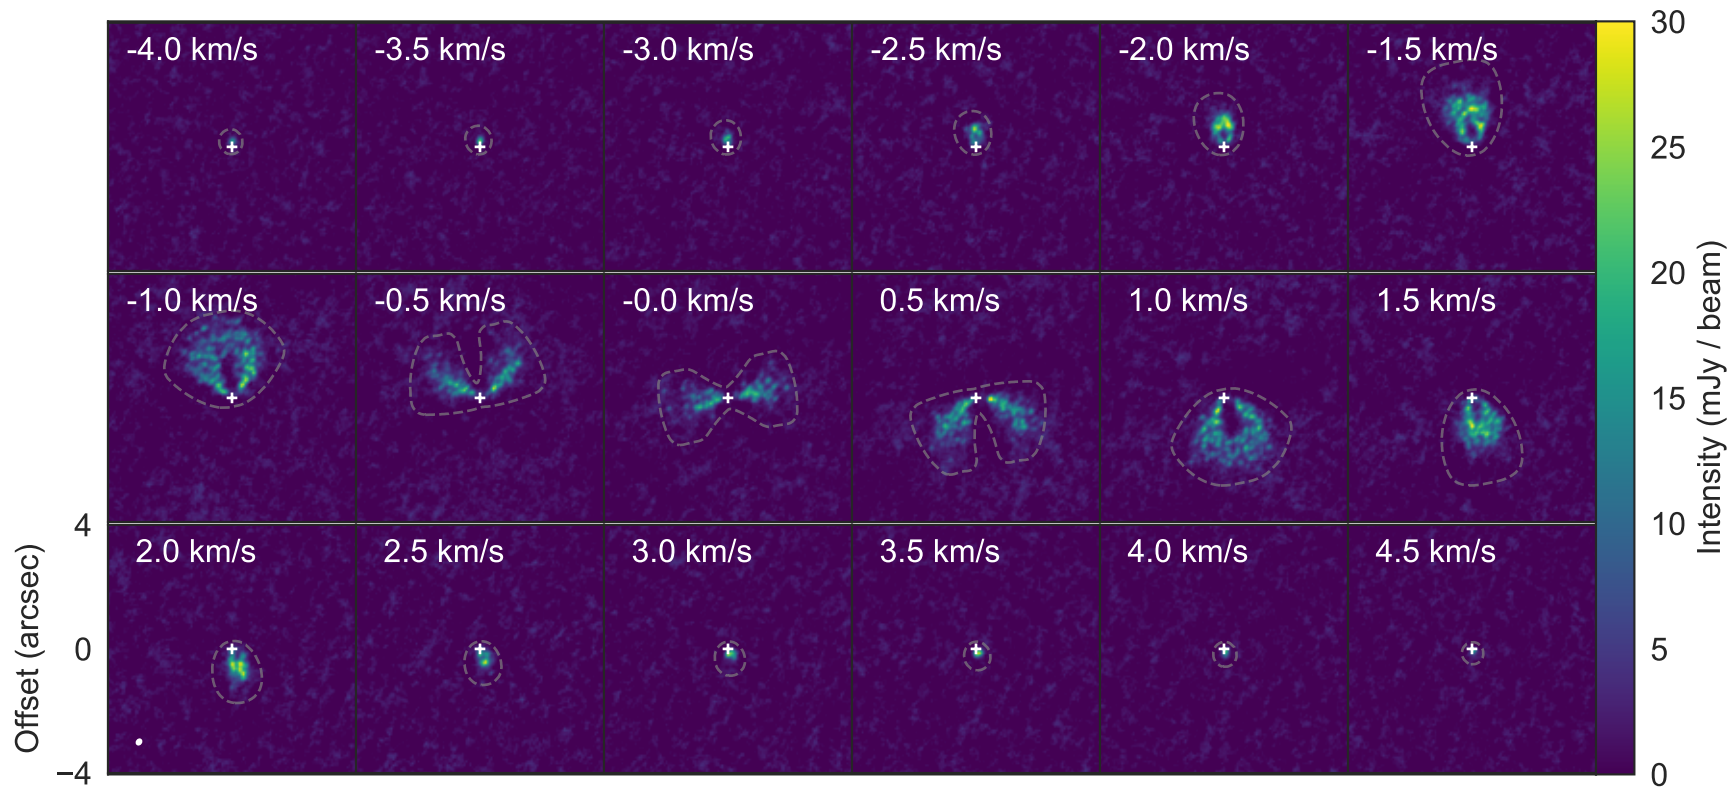 -4.0 km/s -3.5 km/s -3.0 km/s -2.5 km/s -2.0 km/s -1.5 km/s
-1.0 km/s -0.5 km/s -0.0 km/s 0.5 km/s 1.0 km/s 1.5 km/s
2.0 km/s 2.5 km/s 3.0 km/s 3.5 km/s 4.0 km/s 4.5 km/s
4
0
−4
Offset (arcsec)
30
25
20
15
10
5
0
Intensity (mJy / beam)